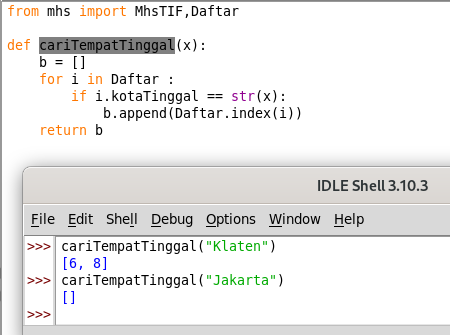 from mhs import MhsTIF,Daftar
def cariTempatTinggal(x):
    b = []
    for i in Daftar :
        if i.kotaTinggal == str(x):
            b.append(Daftar.index(i))
    return b
IDLE Shell 3.10.3
File Edit Shell Debug Options Window Help
>>> cariTempatTinggal("Klaten")
[6, 8]
>>> cariTempatTinggal("Jakarta")
[]
>>>